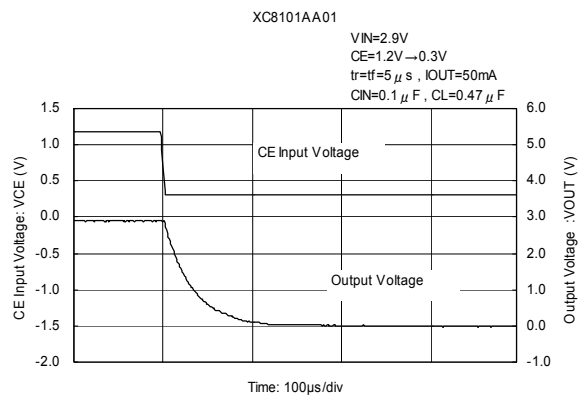 XC8101AA01
VIN=2.9V
CE=1.2V→0.3V
tr=tf=5μs , IOUT=50mA
CIN=0.1μF , CL=0.47μF
1.5
1.0
0.5
0.0
-0.5
-1.0
-1.5
-2.0
CE Input Voltage: VCE (V)
CE Input Voltage
Output Voltage
6.0
5.0
4.0
3.0
2.0
1.0
0.0
-1.0
Output Voltage :VOUT (V)
Time: 100μs/div